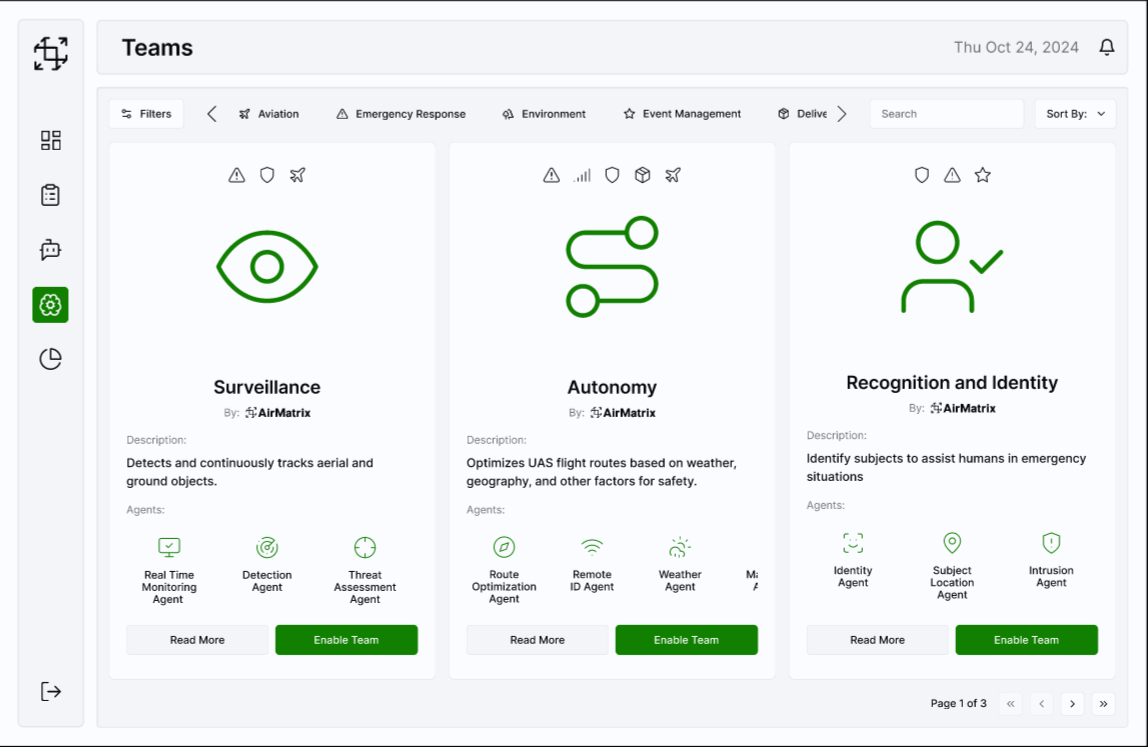 Teams
Thu Oct 24, 2024
Filters
Aviation
Emergency Response
Environment
Event Management
Delive
Search
Sort By:
Surveillance
By: AirMatrix
Description:
Detects and continuously tracks aerial and
ground objects.
Agents:
Real Time
Monitoring
Agent
Detection
Agent
Threat
Assessment
Agent
Read More
Enable Team
Autonomy
By: AirMatrix
Description:
Optimizes UAS flight routes based on weather,
geography, and other factors for safety.
Agents:
Route
Optimization
Agent
Remote
ID Agent
Weather
Agent
Read More
Enable Team
Recognition and Identity
By: AirMatrix
Description:
Identify subjects to assist humans in emergency
situations
Agents:
Identity
Agent
Subject
Location
Agent
Intrusion
Agent
Read More
Enable Team
Page 1 of 3